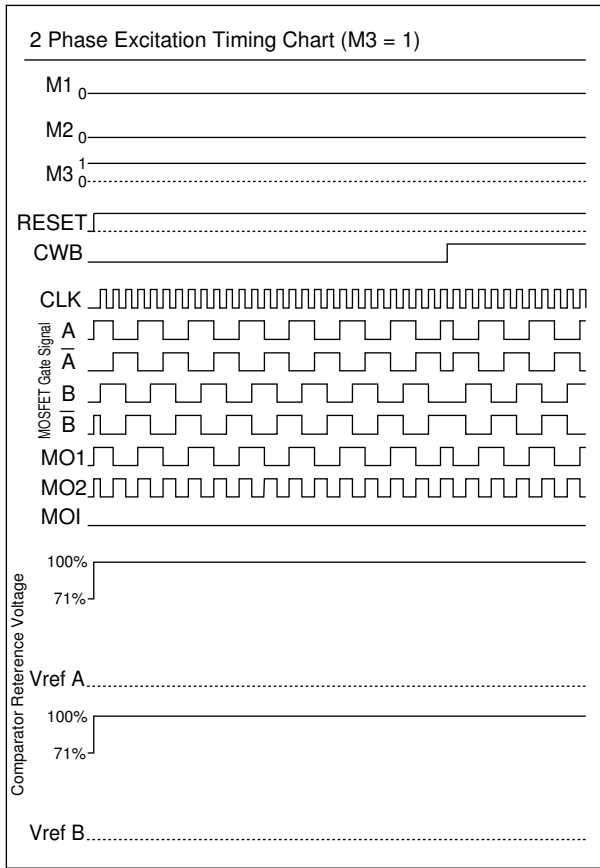 2 Phase Excitation Timing Chart (M3 = 1)
M1 0
M2 0
M3 1 0
RESET
CWB
CLK
MOSFET Gate Signal
A
A̅
B
B̅
MO1
MO2
MOI
Comparator Reterence Voltage
100%
71%
Vref A
100%
71%
Vref B